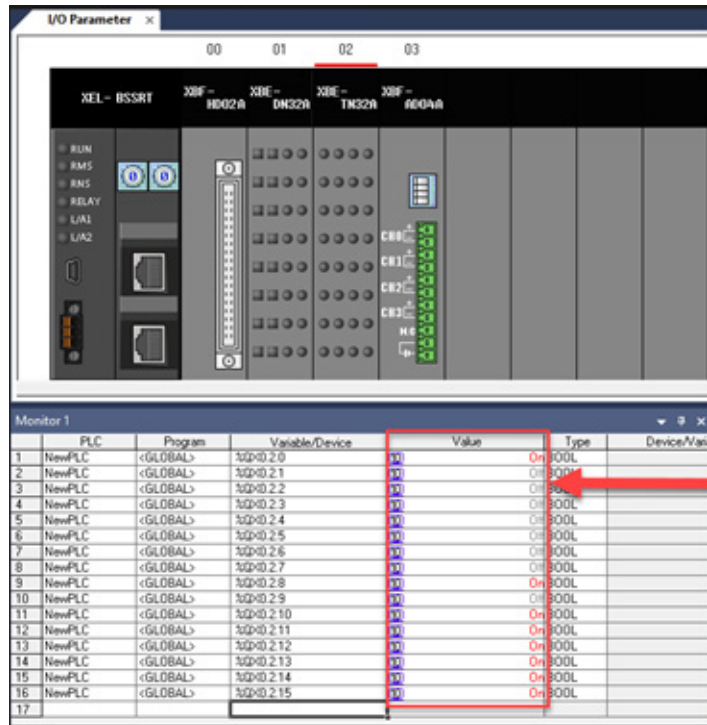 I/O Parameter ×
00 01 02 03
XEL-BSSRT XBF-HD02A XBE-DN32A XBE-TN32A XBF-AD04A
RUN
RMS
RNS
RELAY
L/A1
L/A2
0 0
CH0
CH1
CH2
CH3
Monitor 1
PLC Program Variable/Device Value Type Device/Vari
1 NewPLC <GLOBAL> %QX0.2.0 On BOOL
2 NewPLC <GLOBAL> %QX0.2.1 Off BOOL
3 NewPLC <GLOBAL> %QX0.2.2 Off BOOL
4 NewPLC <GLOBAL> %QX0.2.3 Off BOOL
5 NewPLC <GLOBAL> %QX0.2.4 Off BOOL
6 NewPLC <GLOBAL> %QX0.2.5 Off BOOL
7 NewPLC <GLOBAL> %QX0.2.6 Off BOOL
8 NewPLC <GLOBAL> %QX0.2.7 Off BOOL
9 NewPLC <GLOBAL> %QX0.2.8 On BOOL
10 NewPLC <GLOBAL> %QX0.2.9 Off BOOL
11 NewPLC <GLOBAL> %QX0.2.10 On BOOL
12 NewPLC <GLOBAL> %QX0.2.11 On BOOL
13 NewPLC <GLOBAL> %QX0.2.12 On BOOL
14 NewPLC <GLOBAL> %QX0.2.13 On BOOL
15 NewPLC <GLOBAL> %QX0.2.14 On BOOL
16 NewPLC <GLOBAL> %QX0.2.15 On BOOL
17